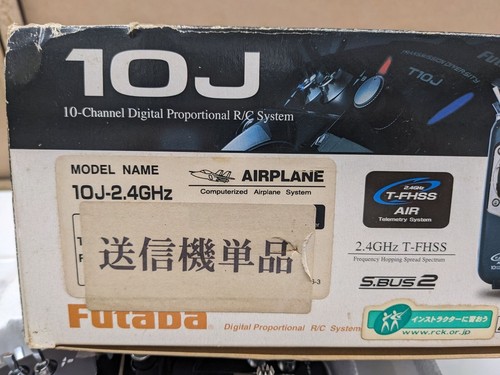 10J
10-Channel Digital Proportional R/C System
T10J
MODEL NAME
10J-2.4GHz
AIRPLANE
Computerized Airplane System
送信機単品
2.4GHz
T-FHSS
AIR
Telemetry System
2.4GHz T-FHSS
Frequency Hopping Spread Spectrum
S.BUS2
Futaba
Digital Proportional R/C System
インストラクターに習おう
www.rck.or.jp